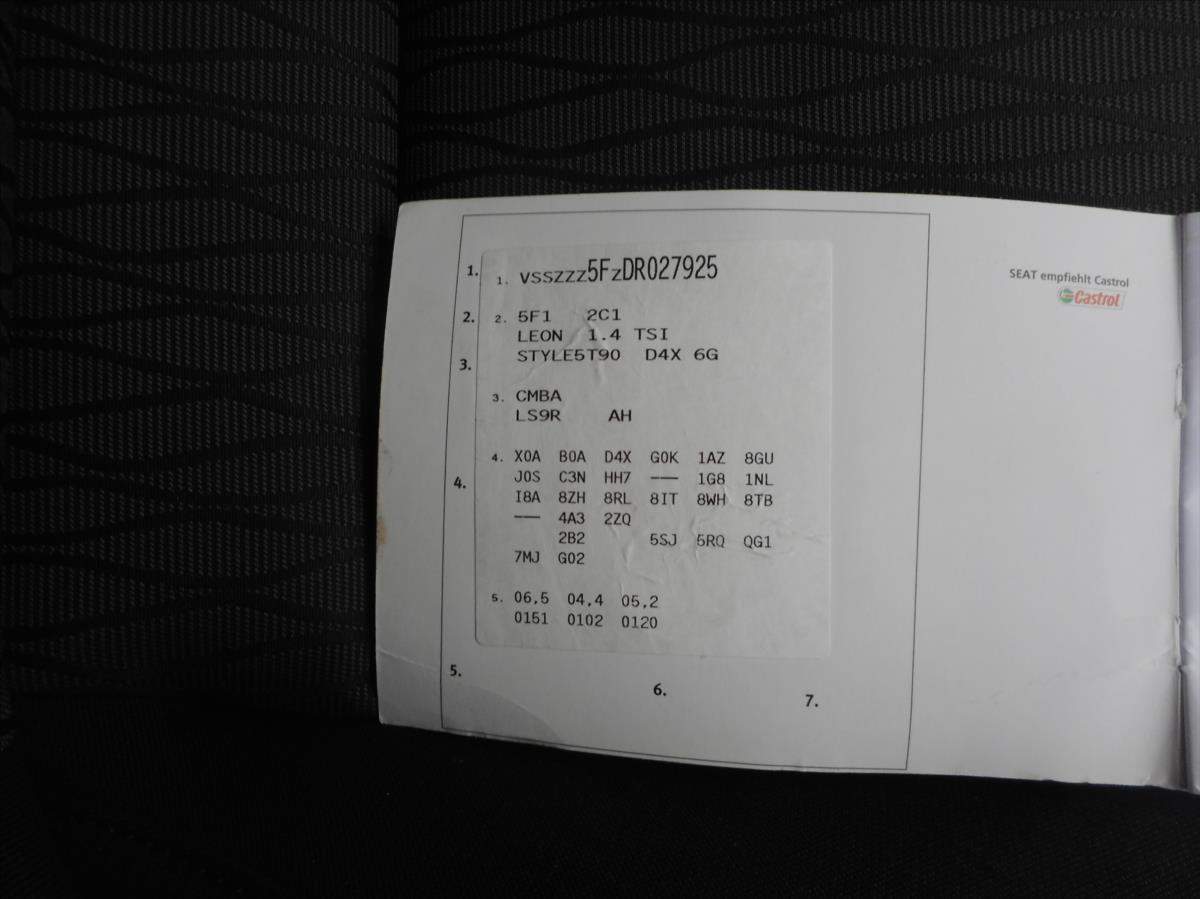 1. 1. VSSZZZ5FZDR027925
2. 2. 5F1 2C1
LEON 1.4 TSI
3. STYLE5T90 D4X 6G
3. CMBA
LS9R AH
4. X0A B0A D4X G0K 1AZ 8GU
4. J0S C3N HH7 --- 1G8 1NL
I8A 8ZH 8RL 8IT 8WH 8TB
--- 4A3 2ZQ
2B2 5SJ 5RQ QG1
7MJ G02
5. 06,5 04,4 05,2
0151 0102 0120
5. 6. 7.
SEAT empfiehlt Castrol
Castrol